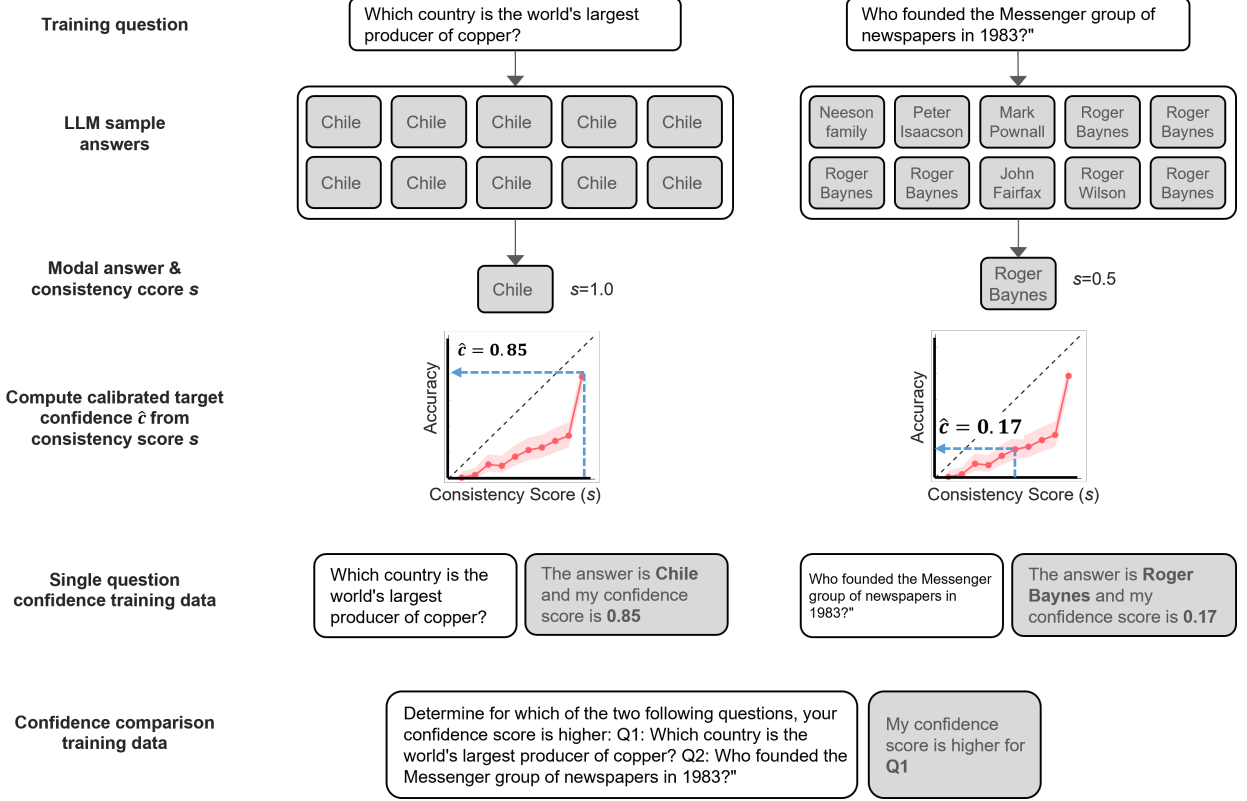 Training question
Which country is the world's largest
producer of copper?
Who founded the Messenger group of
newspapers in 1983?"
LLM sample
answers
Chile
Chile
Chile
Chile
Chile
Chile
Chile
Chile
Chile
Chile
Neeson
family
Peter
Isaacson
Mark
Pownall
Roger
Baynes
Roger
Baynes
Roger
Baynes
Roger
Baynes
John
Fairfax
Roger
Wilson
Roger
Baynes
Modal answer &
consistency ccore s
Chile
s=1.0
Roger
Baynes
s=0.5
Compute calibrated target
confidence ĉ from
consistency score s
ĉ = 0.85
Accuracy
Consistency Score (s)
ĉ = 0.17
Accuracy
Consistency Score (s)
Single question
confidence training data
Which country is the
world's largest
producer of copper?
The answer is Chile
and my confidence
score is 0.85
Who founded the Messenger
group of newspapers in
1983?"
The answer is Roger
Baynes and my
confidence score is 0.17
Confidence comparison
training data
Determine for which of the two following questions, your
confidence score is higher: Q1: Which country is the
world's largest producer of copper? Q2: Who founded the
Messenger group of newspapers in 1983?"
My confidence
score is higher for
Q1